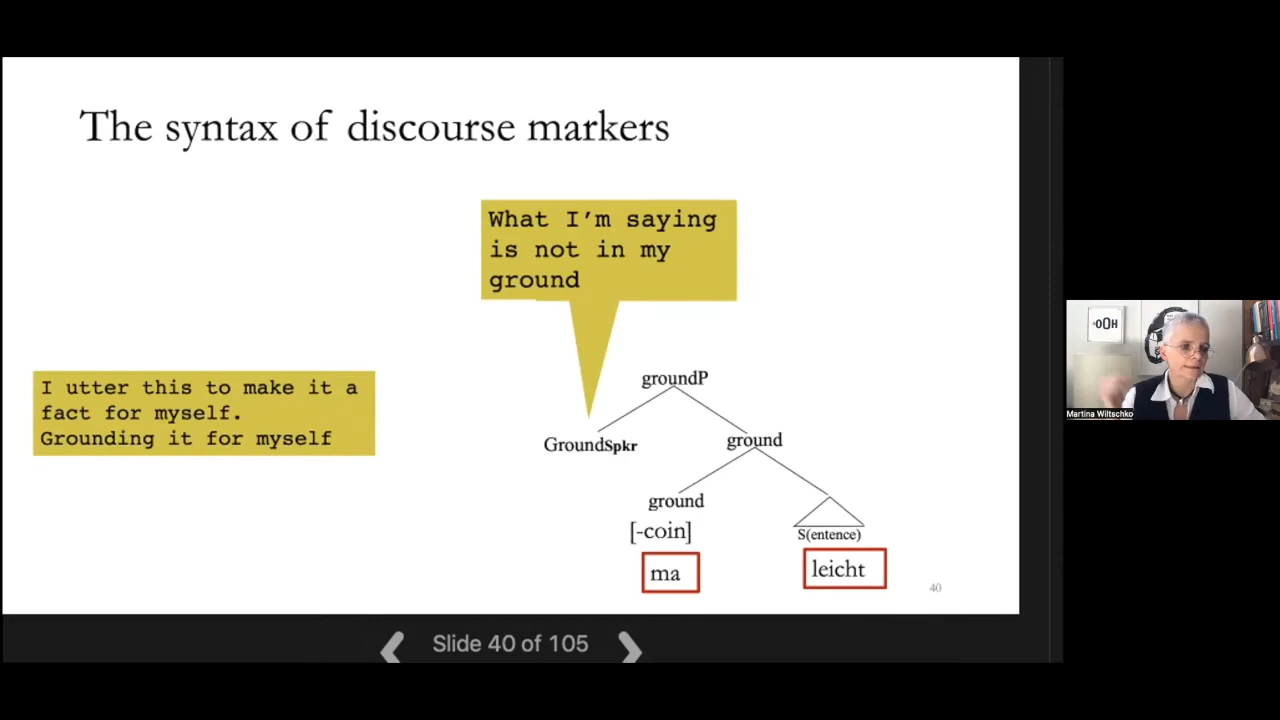 The syntax of discourse markers
What I'm saying
is not in my
ground
I utter this to make it a
fact for myself.
Grounding it for myself
groundP
GroundSpkr
ground
ground
[-coin]
S(entence)
ma
leicht
40
OOH
Martina Wiltschko
Slide 40 of 105